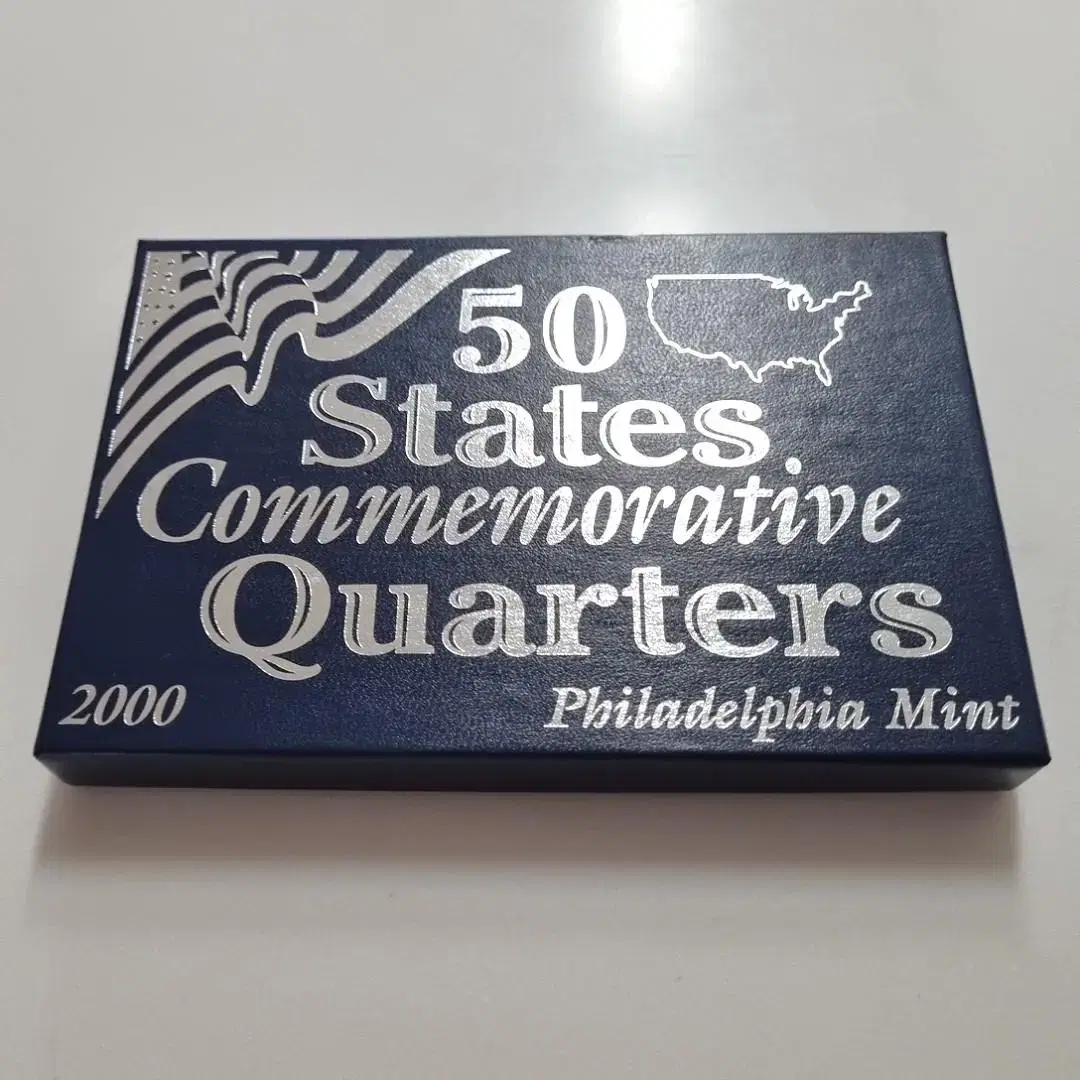 50
States
Commemorative
Quarters
2000 Philadelphia Mint